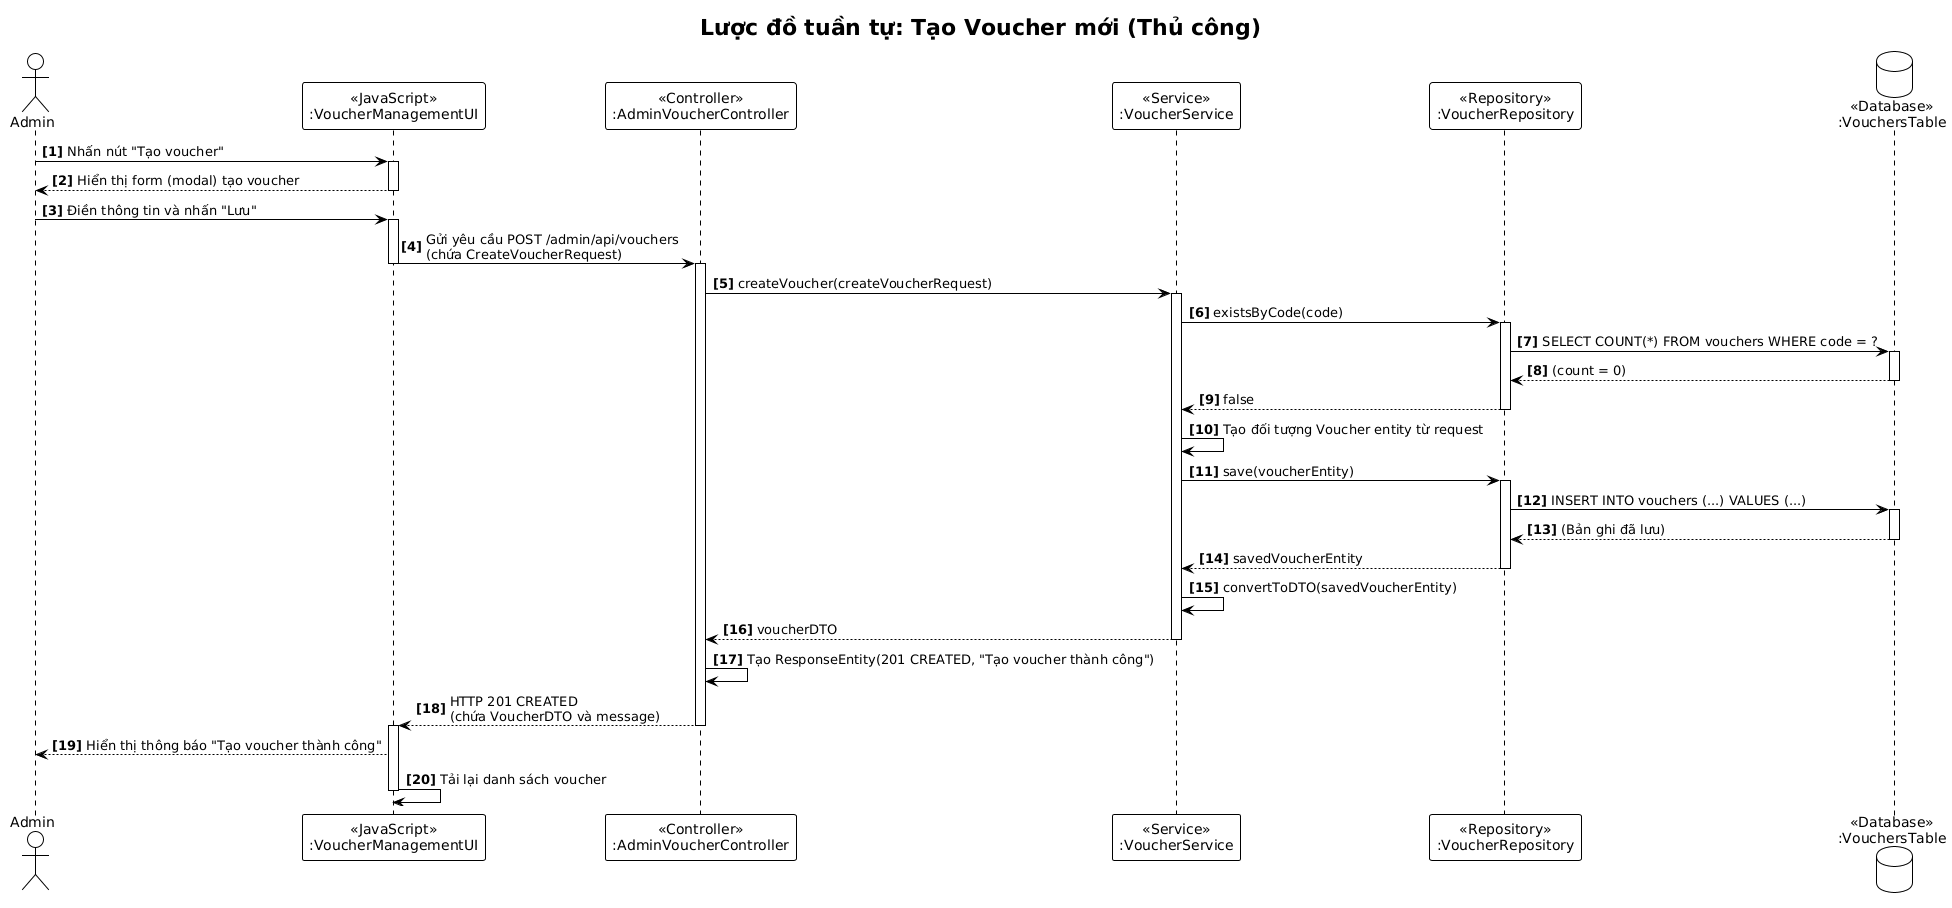 Lược đồ tuần tự: Tạo Voucher mới (Thủ công)
Admin
«JavaScript»
:VoucherManagementUI
«Controller»
:AdminVoucherController
«Service»
:VoucherService
«Repository»
:VoucherRepository
«Database»
:VouchersTable
[1] Nhấn nút "Tạo voucher"
[2] Hiển thị form (modal) tạo voucher
[3] Điền thông tin và nhấn "Lưu"
[4] Gửi yêu cầu POST /admin/api/vouchers
(chứa CreateVoucherRequest)
[5] createVoucher(createVoucherRequest)
[6] existsByCode(code)
[7] SELECT COUNT(*) FROM vouchers WHERE code = ?
[8] (count = 0)
[9] false
[10] Tạo đối tượng Voucher entity từ request
[11] save(voucherEntity)
[12] INSERT INTO vouchers (...) VALUES (...)
[13] (Bản ghi đã lưu)
[14] savedVoucherEntity
[15] convertToDTO(savedVoucherEntity)
[16] voucherDTO
[17] Tạo ResponseEntity(201 CREATED, "Tạo voucher thành công")
[18] HTTP 201 CREATED
(chứa VoucherDTO và message)
[19] Hiển thị thông báo "Tạo voucher thành công"
[20] Tải lại danh sách voucher
Admin
«JavaScript»
:VoucherManagementUI
«Controller»
:AdminVoucherController
«Service»
:VoucherService
«Repository»
:VoucherRepository
«Database»
:VouchersTable